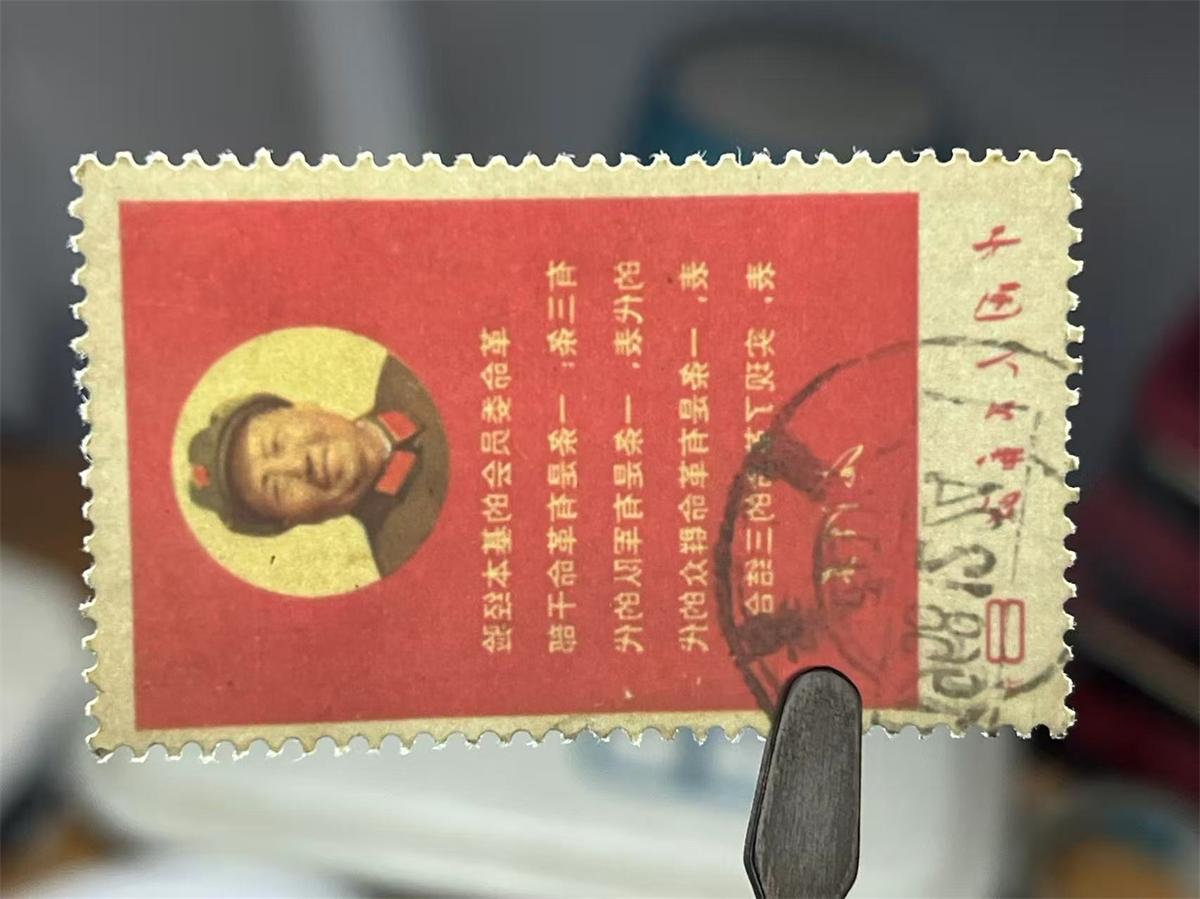 革命委员会的基本经验
有三条:一条是有革命干部
的代表,一条是有军队的代
表,一条是有革命群众的代
表,实现了革命的三结合
中国人民邮政